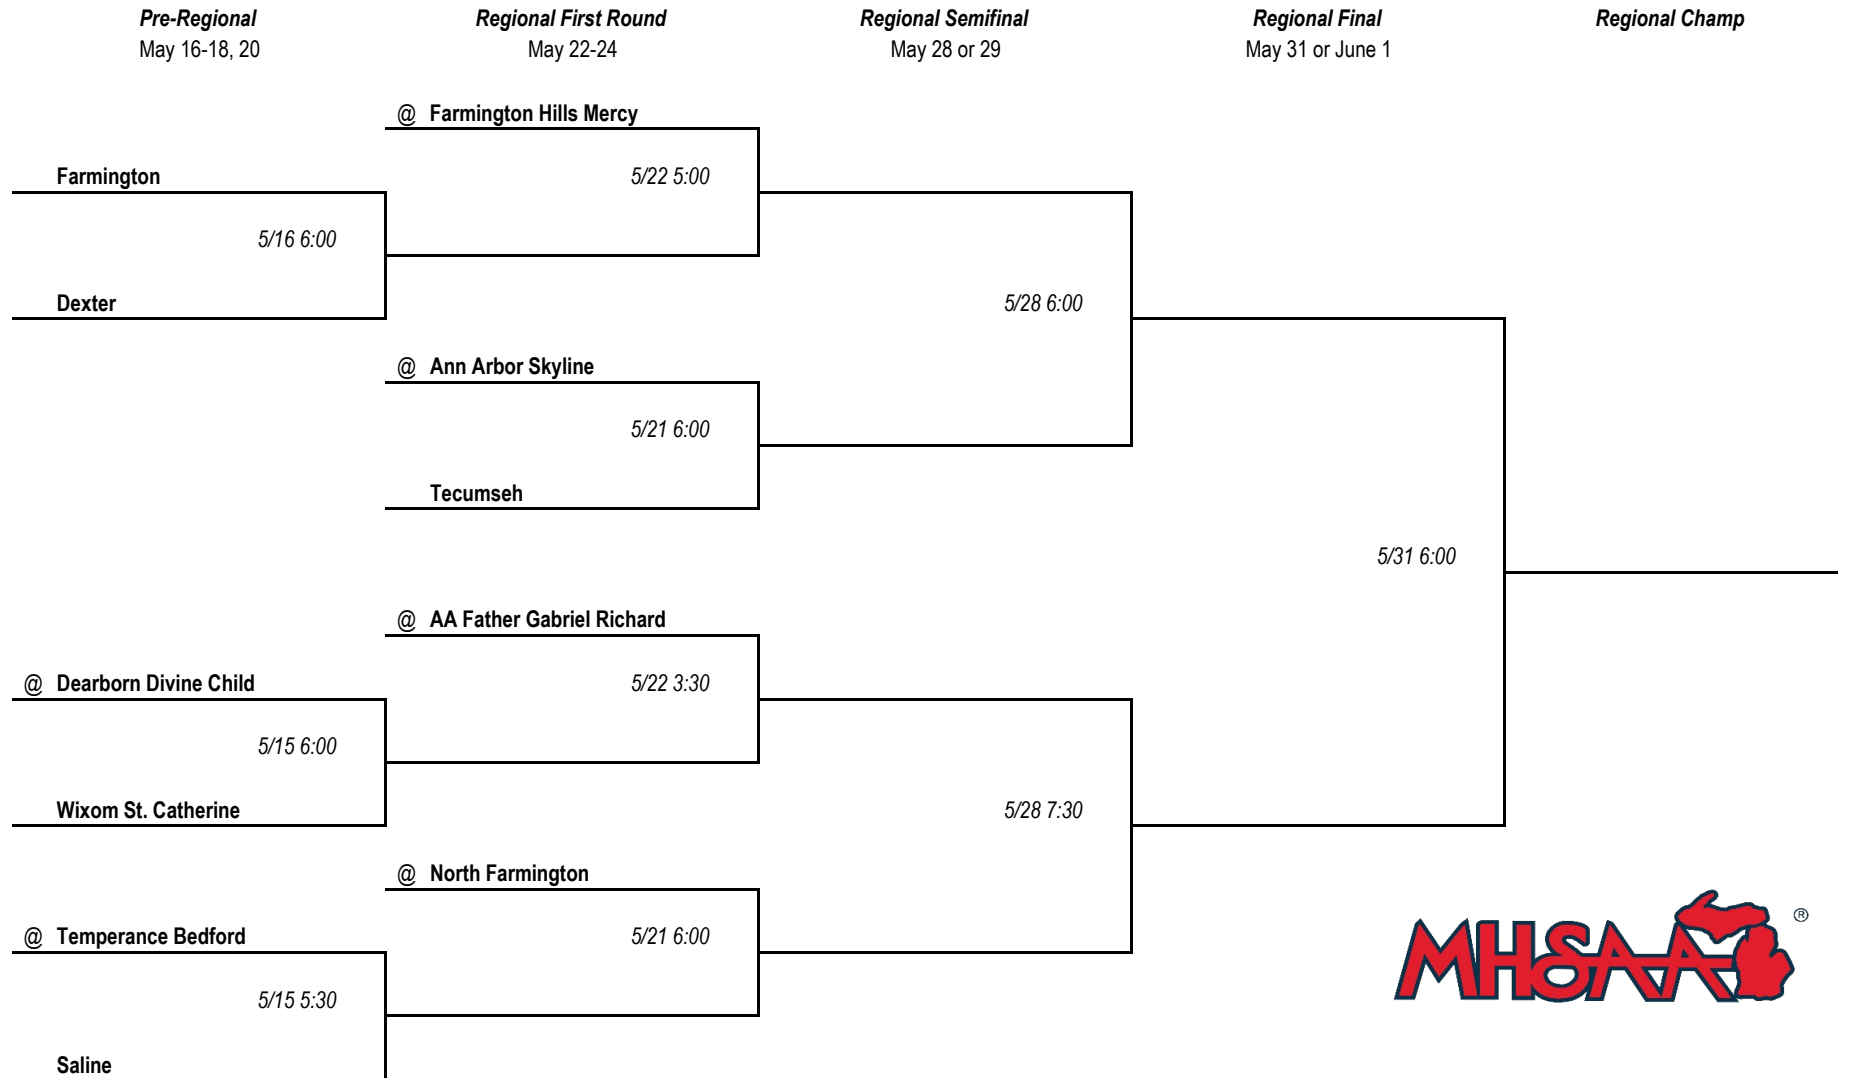 Pre-Regional
May 16-18, 20
Regional First Round
May 22-24
Regional Semifinal
May 28 or 29
Regional Final
May 31 or June 1
Regional Champ
@ Farmington Hills Mercy
Farmington
5/22 5:00
5/16 6:00
Dexter
5/28 6:00
@ Ann Arbor Skyline
5/21 6:00
Tecumseh
5/31 6:00
@ AA Father Gabriel Richard
@ Dearborn Divine Child
5/22 3:30
5/15 6:00
Wixom St. Catherine
5/28 7:30
@ North Farmington
@ Temperance Bedford
5/21 6:00
5/15 5:30
Saline
MHSAA ®